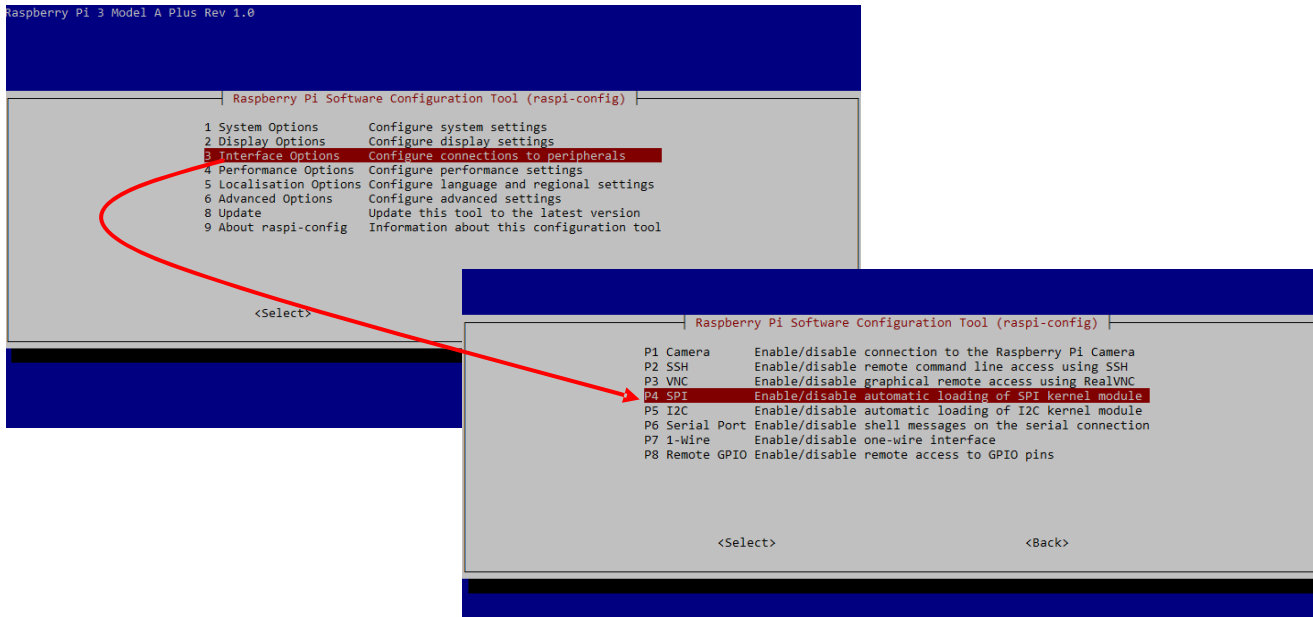 Raspberry Pi 3 Model A Plus Rev 1.0
Raspberry Pi Software Configuration Tool (raspi-config)
1 System Options Configure system settings
2 Display Options Configure display settings
3 Interface Options Configure connections to peripherals
4 Performance Options Configure performance settings
5 Localisation Options Configure language and regional settings
6 Advanced Options Configure advanced settings
8 Update Update this tool to the latest version
9 About raspi-config Information about this configuration tool
<Select>
Raspberry Pi Software Configuration Tool (raspi-config)
P1 Camera Enable/disable connection to the Raspberry Pi Camera
P2 SSH Enable/disable remote command line access using SSH
P3 VNC Enable/disable graphical remote access using RealVNC
P4 SPI Enable/disable automatic loading of SPI kernel module
P5 I2C Enable/disable automatic loading of I2C kernel module
P6 Serial Port Enable/disable shell messages on the serial connection
P7 1-Wire Enable/disable one-wire interface
P8 Remote GPIO Enable/disable remote access to GPIO pins
<Select> <Back>